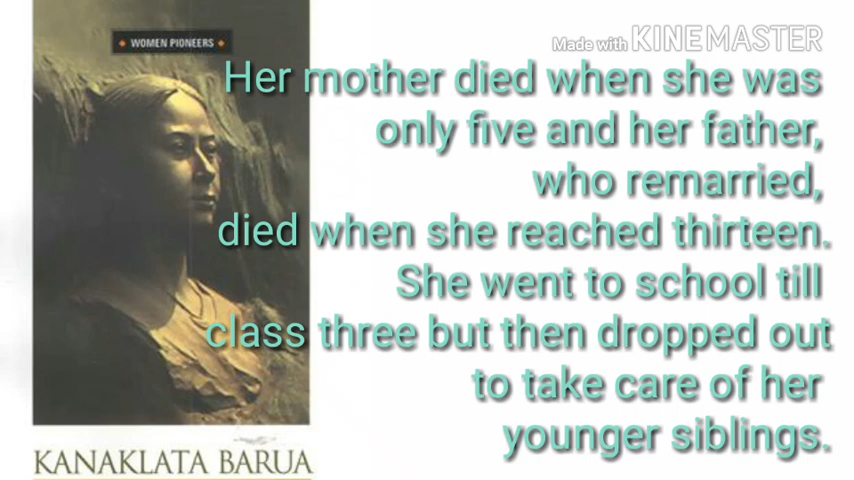 WOMEN PIONEERS
Made with KINEMASTER
Her mother died when she was
only five and her father,
who remarried,
died when she reached thirteen.
She went to school till
class three but then dropped out
to take care of her
younger siblings.
KANAKLATA BARUA